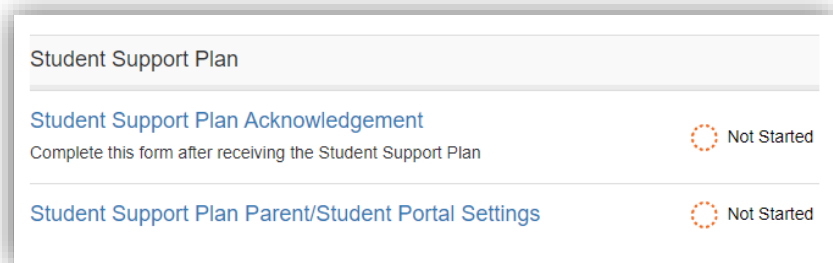 Student Support Plan
Student Support Plan Acknowledgement
Complete this form after receiving the Student Support Plan
Not Started
Student Support Plan Parent/Student Portal Settings
Not Started